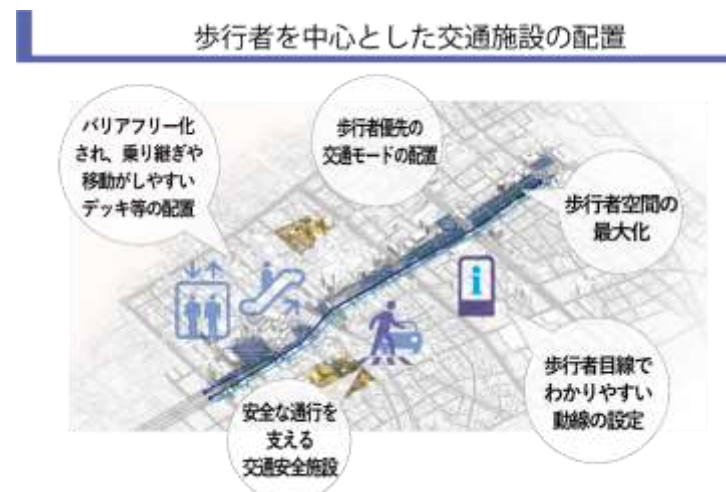 歩行者を中心とした交通施設の配置
バリアフリー化
され、乗り継ぎや
移動がしやすい
デッキ等の配置
歩行者優先の
交通モードの配置
歩行者空間の
最大化
i
歩行者目線で
わかりやすい
動線の設定
安全な通行を
支える
交通安全施設